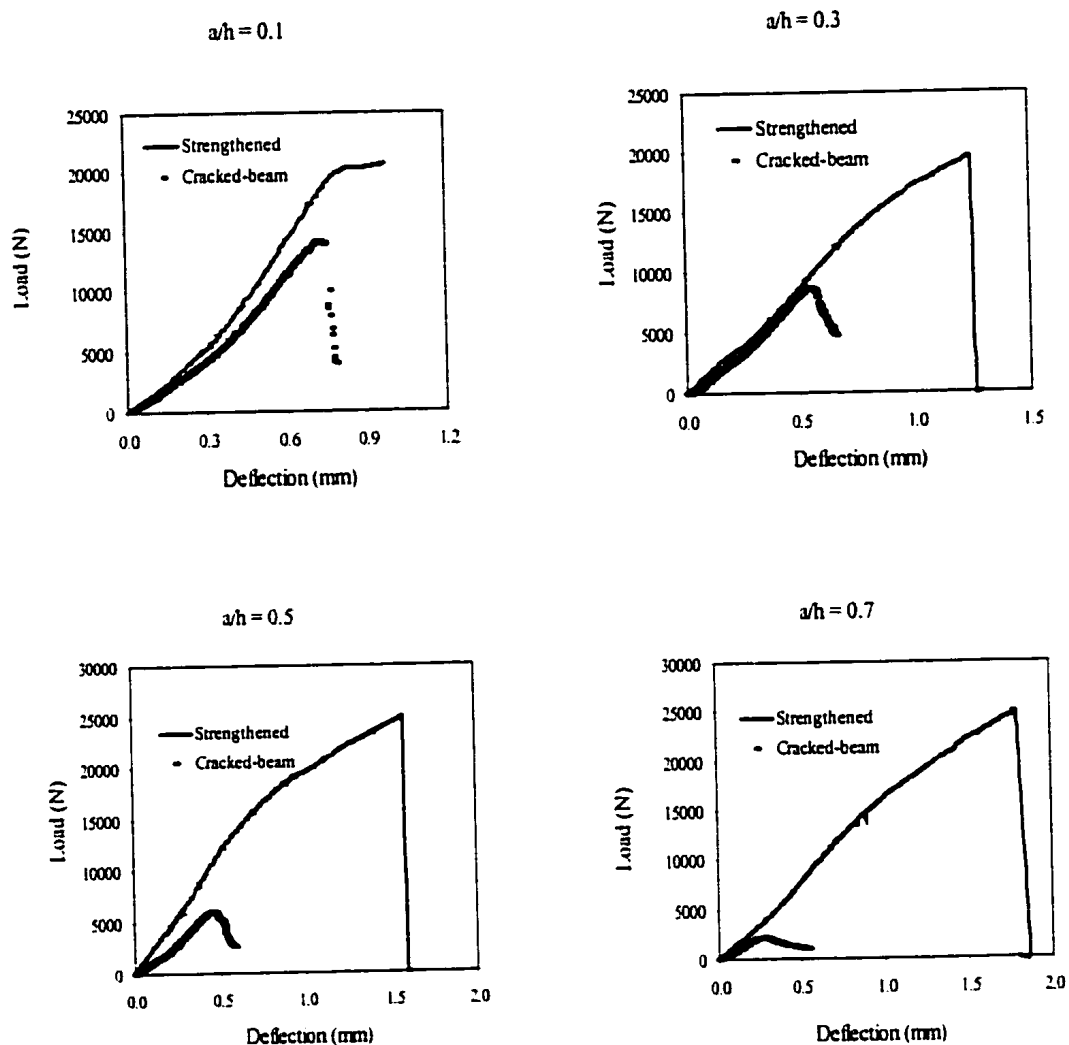 a/h = 0.1
25000
20000
15000
10000
5000
0
Strengthened
Cracked-beam
Load (N)
0.0 0.3 0.6 0.9 1.2
Deflection (mm)
a/h = 0.3
25000
20000
15000
10000
5000
0
Strengthened
Cracked-beam
Load (N)
0.0 0.5 1.0 1.5
Deflection (mm)
a/h = 0.5
30000
25000
20000
15000
10000
5000
0
Strengthened
Cracked-beam
Load (N)
0.0 0.5 1.0 1.5 2.0
Deflection (mm)
a/h = 0.7
30000
25000
20000
15000
10000
5000
0
Strengthened
Cracked-beam
Load (N)
0.0 0.5 1.0 1.5 2.0
Deflection (mm)